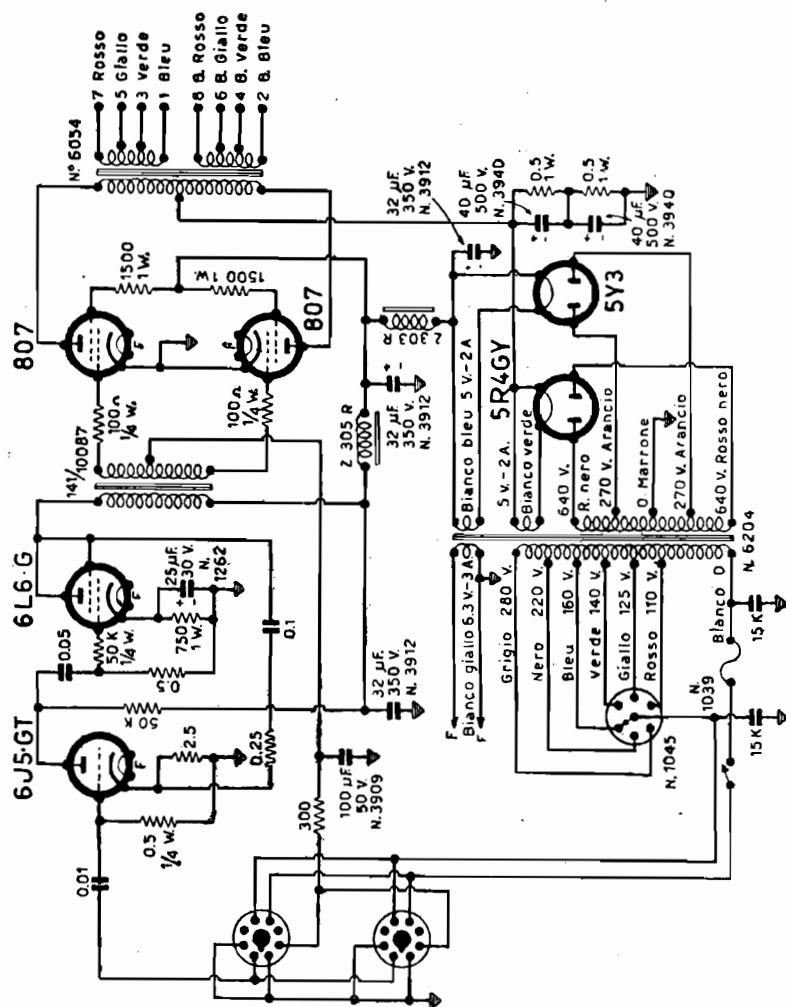 7 Rosso
5 Giallo
3 Verde
1 Bleu
8 B. Rosso
6 B. Giallo
4 B. Verde
2 B. Bleu
N° 6054
807
1500
1 W.
1500 1 W.
807
F
F
100Ω
1/4 W.
100Ω
1/4 W.
141/10087
6L6·G
F
0.05
50 K
1/4 W.
750
1 W.
25 µF.
30 V.
N.
1262
0.5
0.1
6J5·GT
F
50 K
2.5
0.25
0.5
1/4 W.
0.01
32 µF.
350 V.
N. 3912
300
100 µF.
50 V.
N. 3909
Z 305 R
32 µF.
350 V.
N. 3912
Z 303 R
32 µF.
350 V.
N. 3912
40 µF.
500 V.
N. 3940
0.5
1 W.
0.5
1 W.
40 µF.
500 V.
N. 3940
5Y3
5R4GY
Bianco bleu 5 V.-2A
5 V.-2A.
Bianco verde
640 V.
R. nero
270 V. Arancio
0. Marrone
270 V. Arancio
640 V. Rosso nero
N. 6204
F
F
Bianco giallo 6.3 V.-3A
Grigio 280 V.
Nero 220 V.
Bleu 160 V.
Verde 140 V.
Giallo 125 V.
Rosso 110 V.
Bianco 0
N. 1045
N.
1039
15 K
15 K